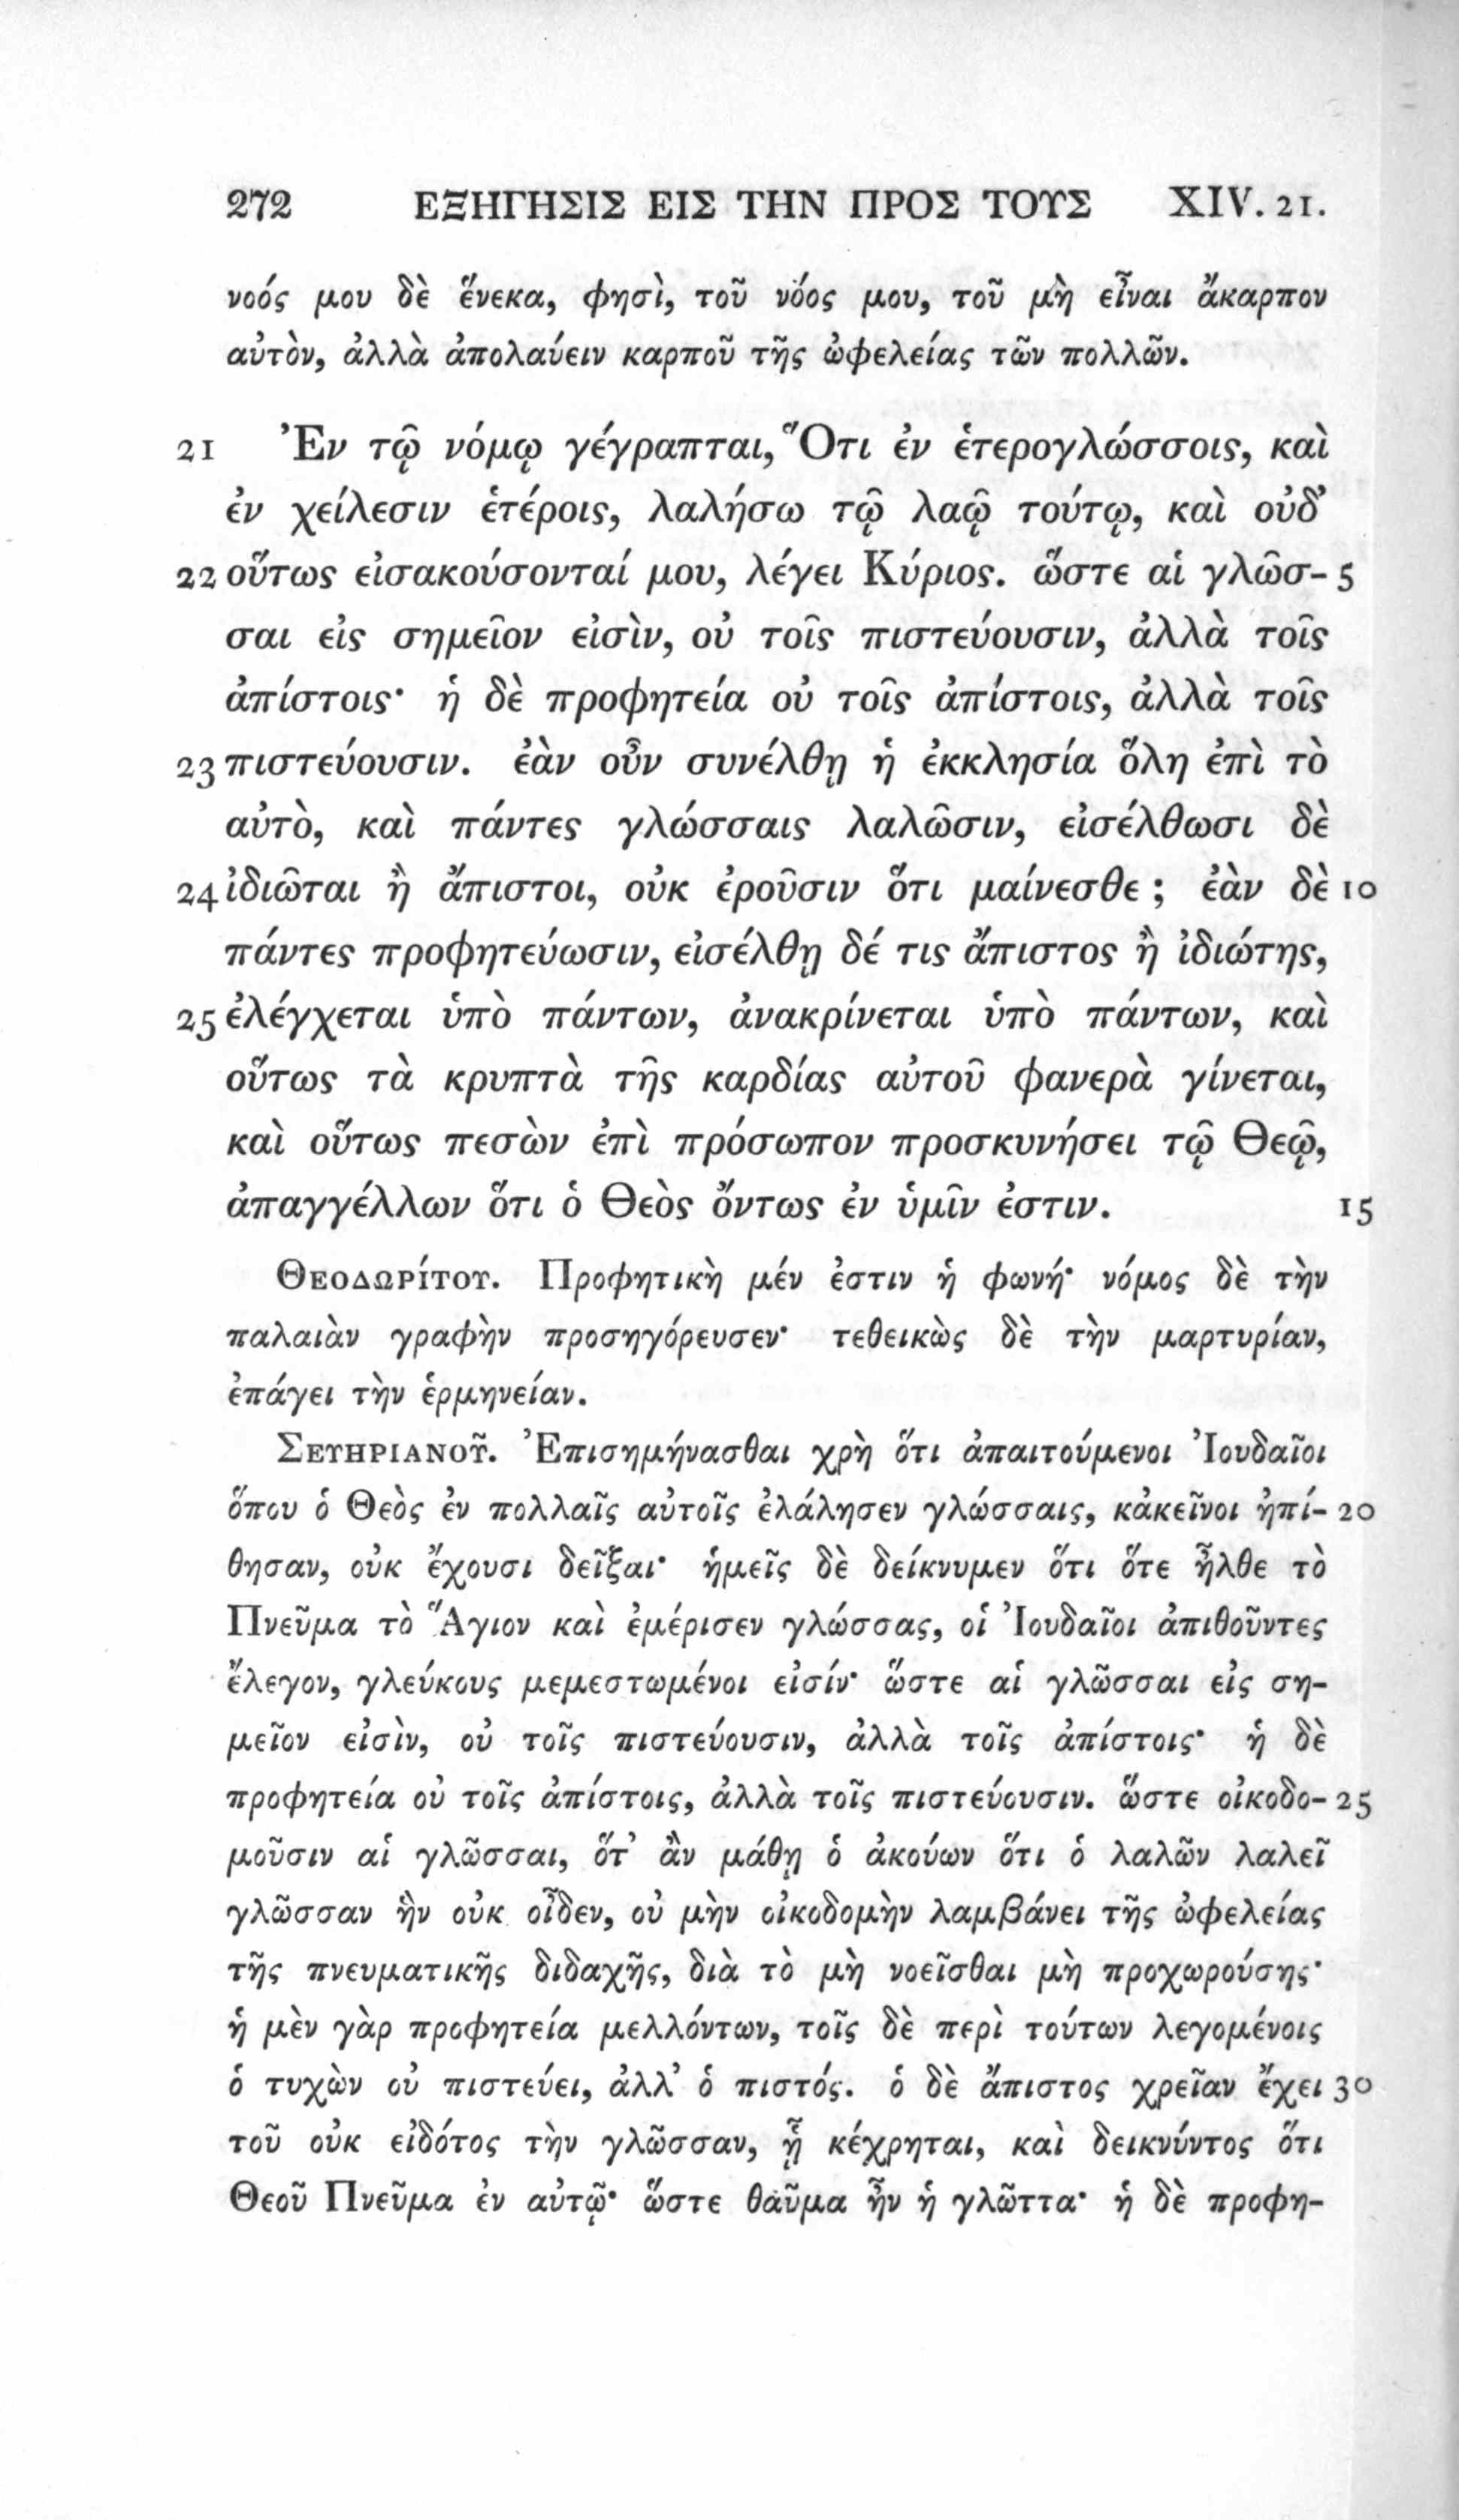 272 ΕΞΗΓΗΣΙΣ ΕΙΣ ΤΗΝ ΠΡΟΣ ΤΟΥΣ XIV. 21.
νοός μου δὲ ἕνεκα, φησὶ, τοῦ νόος μου, τοῦ μὴ εἶναι ἄκαρπον
αὐτὸν, ἀλλὰ ἀπολαύειν καρποῦ τῆς ὠφελείας τῶν πολλῶν.
21 Ἐν τῷ νόμῳ γέγραπται, Ὅτι ἐν ἑτερογλώσσοις, καὶ
ἐν χείλεσιν ἑτέροις, λαλήσω τῷ λαῷ τούτῳ, καὶ οὐδ’
22 οὕτως εἰσακούσονταί μου, λέγει Κύριος. ὥστε αἱ γλῶσ- 5
σαι εἰς σημεῖον εἰσὶν, οὐ τοῖς πιστεύουσιν, ἀλλὰ τοῖς
ἀπίστοις· ἡ δὲ προφητεία οὐ τοῖς ἀπίστοις, ἀλλὰ τοῖς
23 πιστεύουσιν. ἐὰν οὖν συνέλθῃ ἡ ἐκκλησία ὅλη ἐπὶ τὸ
αὐτὸ, καὶ πάντες γλώσσαις λαλῶσιν, εἰσέλθωσι δὲ
24 ἰδιῶται ἢ ἄπιστοι, οὐκ ἐροῦσιν ὅτι μαίνεσθε; ἐὰν δὲ 10
πάντες προφητεύωσιν, εἰσέλθῃ δέ τις ἄπιστος ἢ ἰδιώτης,
25 ἐλέγχεται ὑπὸ πάντων, ἀνακρίνεται ὑπὸ πάντων, καὶ
οὕτως τὰ κρυπτὰ τῆς καρδίας αὐτοῦ φανερὰ γίνεται,
καὶ οὕτως πεσὼν ἐπὶ πρόσωπον προσκυνήσει τῷ Θεῷ,
ἀπαγγέλλων ὅτι ὁ Θεὸς ὄντως ἐν ὑμῖν ἐστιν. 15
Θεοδωρίτου. Προφητικὴ μέν ἐστιν ἡ φωνή· νόμος δὲ τὴν
παλαιὰν γραφὴν προσηγόρευσεν· τεθεικὼς δὲ τὴν μαρτυρίαν,
ἐπάγει τὴν ἑρμηνείαν.
Σευηριανοῦ. Ἐπισημήνασθαι χρὴ ὅτι ἀπαιτούμενοι Ἰουδαῖοι
ὅπου ὁ Θεὸς ἐν πολλαῖς αὐτοῖς ἐλάλησεν γλώσσαις, κἀκεῖνοι ἠπί- 20
θησαν, οὐκ ἔχουσι δεῖξαι· ἡμεῖς δὲ δείκνυμεν ὅτι ὅτε ἦλθε τὸ
Πνεῦμα τὸ Ἅγιον καὶ ἐμέρισεν γλώσσας, οἱ Ἰουδαῖοι ἀπιθοῦντες
ἔλεγον, γλεύκους μεμεστωμένοι εἰσίν· ὥστε αἱ γλῶσσαι εἰς ση-
μεῖον εἰσὶν, οὐ τοῖς πιστεύουσιν, ἀλλὰ τοῖς ἀπίστοις· ἡ δὲ
προφητεία οὐ τοῖς ἀπίστοις, ἀλλὰ τοῖς πιστεύουσιν. ὥστε οἰκοδο- 25
μοῦσιν αἱ γλῶσσαι, ὅτ’ ἂν μάθῃ ὁ ἀκούων ὅτι ὁ λαλῶν λαλεῖ
γλῶσσαν ἣν οὐκ οἶδεν, οὐ μὴν οἰκοδομὴν λαμβάνει τῆς ὠφελείας
τῆς πνευματικῆς διδαχῆς, διὰ τὸ μὴ νοεῖσθαι μὴ προχωρούσης·
ἡ μὲν γὰρ προφητεία μελλόντων, τοῖς δὲ περὶ τούτων λεγομένοις
ὁ τυχὼν οὐ πιστεύει, ἀλλ’ ὁ πιστός. ὁ δὲ ἄπιστος χρεῖαν ἔχει 30
τοῦ οὐκ εἰδότος τὴν γλῶσσαν, ᾗ κέχρηται, καὶ δεικνύντος ὅτι
Θεοῦ Πνεῦμα ἐν αὐτῷ· ὥστε θαῦμα ἦν ἡ γλῶττα· ἡ δὲ προφη-